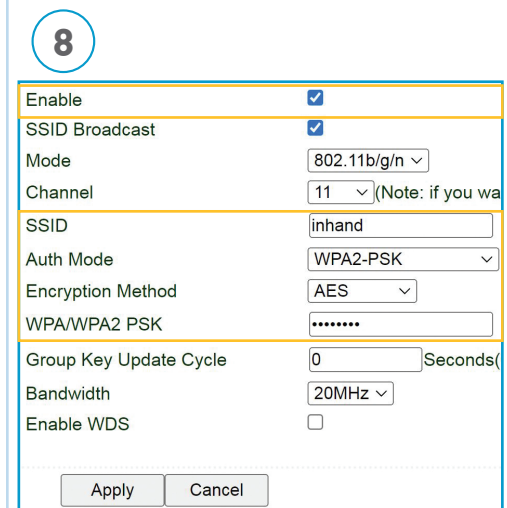 8
Enable
SSID Broadcast
Mode 802.11b/g/n
Channel 11 (Note: if you wa
SSID inhand
Auth Mode WPA2-PSK
Encryption Method AES
WPA/WPA2 PSK ••••••••
Group Key Update Cycle 0 Seconds(
Bandwidth 20MHz
Enable WDS
Apply Cancel